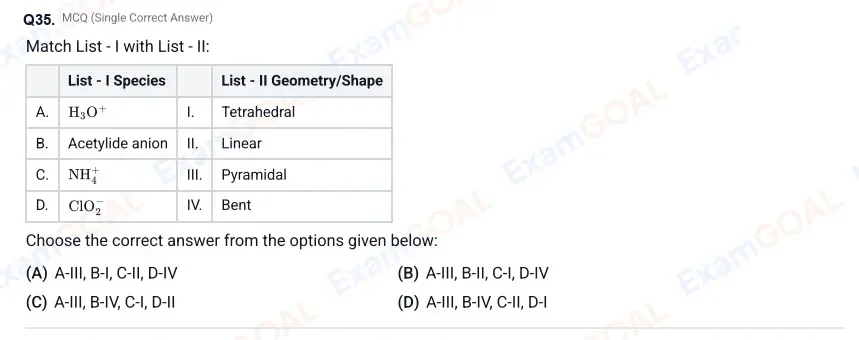 Q35. MCQ (Single Correct Answer)
Match List - I with List - II:
List - I Species List - II Geometry/Shape
A. H₃O⁺ I. Tetrahedral
B. Acetylide anion II. Linear
C. NH₄⁺ III. Pyramidal
D. ClO₂⁻ IV. Bent
Choose the correct answer from the options given below:
(A) A-III, B-I, C-II, D-IV (B) A-III, B-II, C-I, D-IV
(C) A-III, B-IV, C-I, D-II (D) A-III, B-IV, C-II, D-I
ExamGOAL